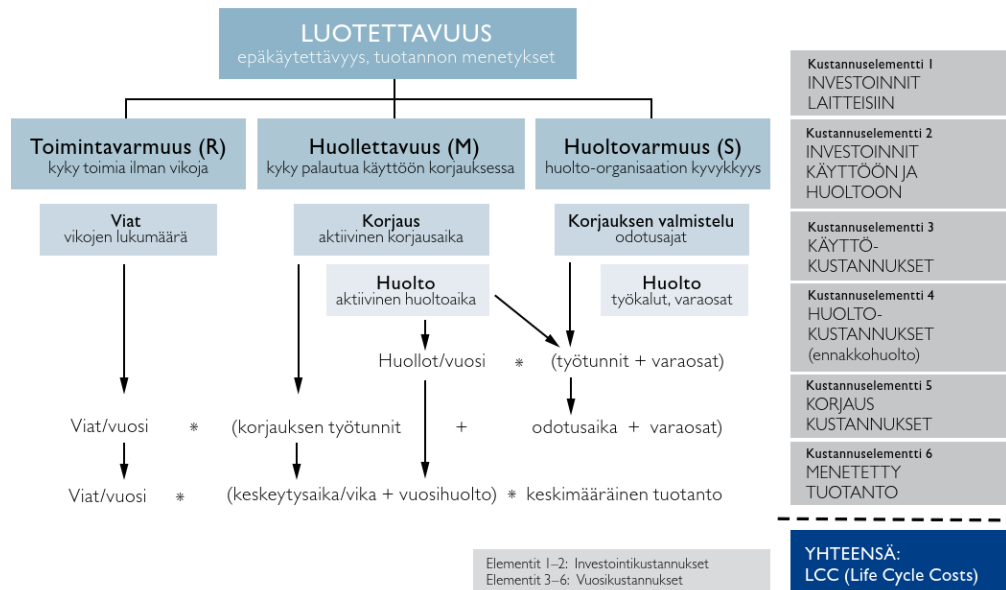 LUOTETTAVUUS
epäkäytettävyys, tuotannon menetykset
Toimintavarmuus (R)
kyky toimia ilman vikoja
Huollettavuus (M)
kyky palautua käyttöön korjauksessa
Huoltovarmuus (S)
huolto-organisaation kyvykkyys
Viat
vikojen lukumäärä
Korjaus
aktiivinen korjausaika
Korjauksen valmistelu
odotusajat
Huolto
aktiivinen huoltoaika
Huolto
työkalut, varaosat
Huollot/vuosi * (työtunnit + varaosat)
Viat/vuosi * (korjauksen työtunnit + odotusaika + varaosat)
Viat/vuosi * (keskeytysaika/vika + vuosihuolto) * keskimääräinen tuotanto
Elementit 1–2: Investointikustannukset
Elementit 3–6: Vuosikustannukset
Kustannuselementti 1
INVESTOINNIT
LAITTEISIIN
Kustannuselementti 2
INVESTOINNIT
KÄYTTÖÖN JA
HUOLTOON
Kustannuselementti 3
KÄYTTÖ-
KUSTANNUKSET
Kustannuselementti 4
HUOLTO-
KUSTANNUKSET
(ennakkohuolto)
Kustannuselementti 5
KORJAUS
KUSTANNUKSET
Kustannuselementti 6
MENETETTY
TUOTANTO
YHTEENSÄ:
LCC (Life Cycle Costs)